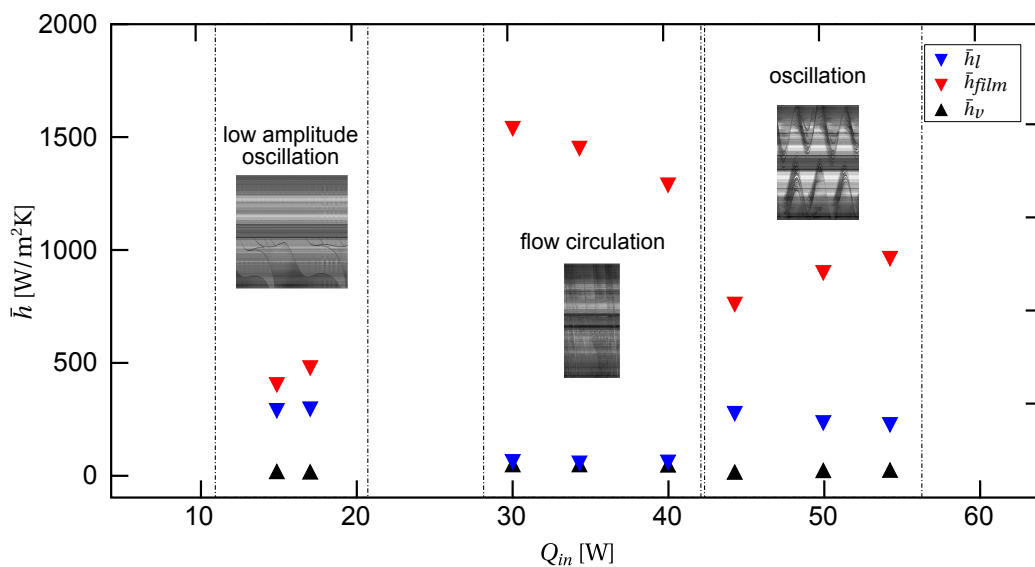 2000
1500
1000
500
0
h̄ [W/m²K]
low amplitude
oscillation
flow circulation
oscillation
h̄l
h̄film
h̄v
10 20 30 40 50 60
Qin [W]